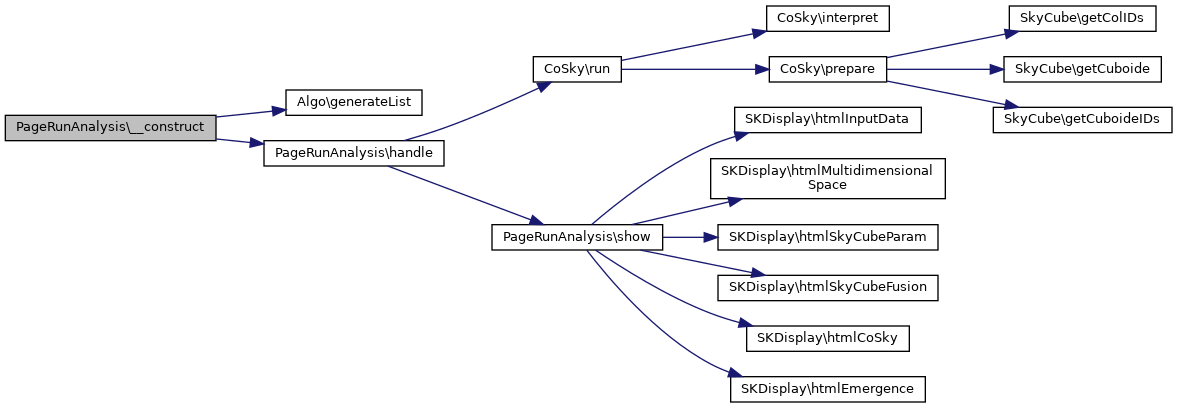 PageRunAnalysis\__construct
Algo\generateList
PageRunAnalysis\handle
CoSky\run
CoSky\interpret
CoSky\prepare
SkyCube\getColIDs
SkyCube\getCuboide
SkyCube\getCuboideIDs
PageRunAnalysis\show
SKDisplay\htmlInputData
SKDisplay\htmlMultidimensional
Space
SKDisplay\htmlSkyCubeParam
SKDisplay\htmlSkyCubeFusion
SKDisplay\htmlCoSky
SKDisplay\htmlEmergence